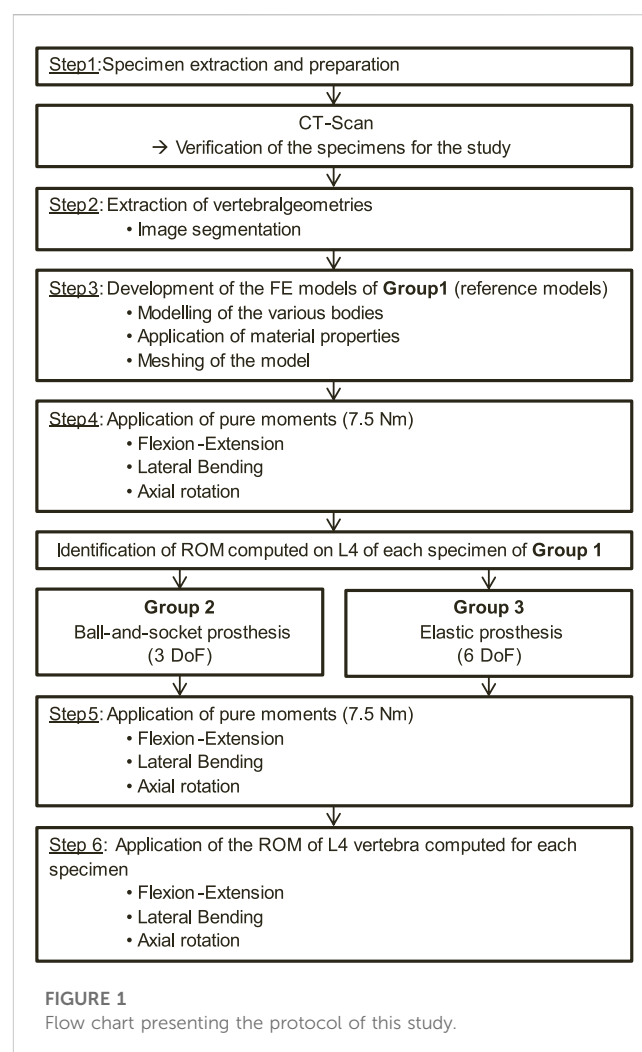 Step1:Specimen extraction and preparation
CT-Scan
→ Verification of the specimens for the study
Step2: Extraction of vertebralgeometries
• Image segmentation
Step3: Development of the FE models of Group1 (reference models)
• Modelling of the various bodies
• Application of material properties
• Meshing of the model
Step4: Application of pure moments (7.5 Nm)
• Flexion-Extension
• Lateral Bending
• Axial rotation
Identification of ROM computed on L4 of each specimen of Group 1
Group 2
Ball-and-socket prosthesis
(3 DoF)
Group 3
Elastic prosthesis
(6 DoF)
Step5: Application of pure moments (7.5 Nm)
• Flexion-Extension
• Lateral Bending
• Axial rotation
Step 6: Application of the ROM of L4 vertebra computed for each
specimen
• Flexion-Extension
• Lateral Bending
• Axial rotation
FIGURE 1
Flow chart presenting the protocol of this study.